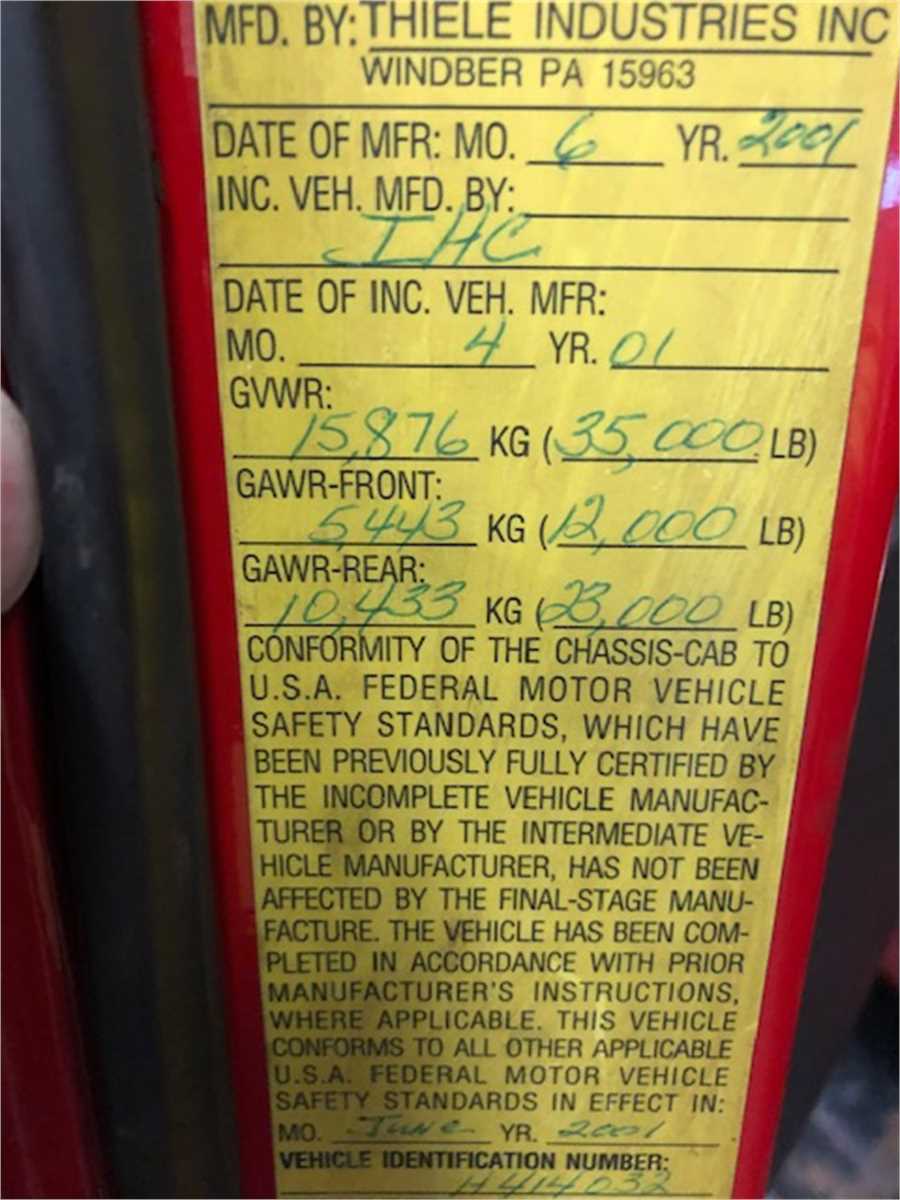 MFD. BY: THIELE INDUSTRIES INC
WINDBER PA 15963
DATE OF MFR: MO. 6 YR. 2001
INC. VEH. MFD. BY:
IHC
DATE OF INC. VEH. MFR:
MO. 4 YR. 01
GVWR:
15,876 KG (35,000 LB)
GAWR-FRONT:
5,443 KG (12,000 LB)
GAWR-REAR:
10,433 KG (23,000 LB)
CONFORMITY OF THE CHASSIS-CAB TO
U.S.A. FEDERAL MOTOR VEHICLE
SAFETY STANDARDS, WHICH HAVE
BEEN PREVIOUSLY FULLY CERTIFIED BY
THE INCOMPLETE VEHICLE MANUFAC-
TURER OR BY THE INTERMEDIATE VE-
HICLE MANUFACTURER, HAS NOT BEEN
AFFECTED BY THE FINAL-STAGE MANU-
FACTURE. THE VEHICLE HAS BEEN COM-
PLETED IN ACCORDANCE WITH PRIOR
MANUFACTURER'S INSTRUCTIONS,
WHERE APPLICABLE. THIS VEHICLE
CONFORMS TO ALL OTHER APPLICABLE
U.S.A. FEDERAL MOTOR VEHICLE
SAFETY STANDARDS IN EFFECT IN:
MO. June YR. 2001
VEHICLE IDENTIFICATION NUMBER:
H414032